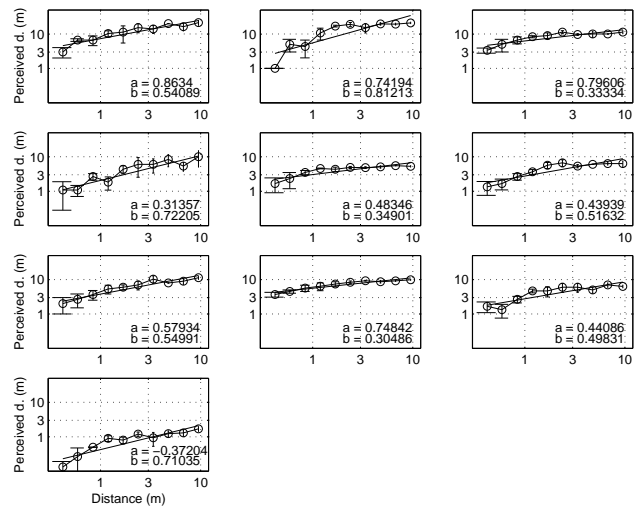 Perceived d. (m)
10
3
1
a = 0.8634
b = 0.54089
1 3 10
10
3
1
a = 0.74194
b = 0.81213
1 3 10
10
3
1
a = 0.79606
b = 0.33334
1 3 10
Perceived d. (m)
10
3
1
a = 0.31357
b = 0.72205
1 3 10
10
3
1
a = 0.48346
b = 0.34901
1 3 10
10
3
1
a = 0.43939
b = 0.51632
1 3 10
Perceived d. (m)
10
3
1
a = 0.57934
b = 0.54991
1 3 10
10
3
1
a = 0.74842
b = 0.30486
1 3 10
10
3
1
a = 0.44086
b = 0.49831
1 3 10
Perceived d. (m)
10
3
1
a = −0.37204
b = 0.71035
1 3 10
Distance (m)